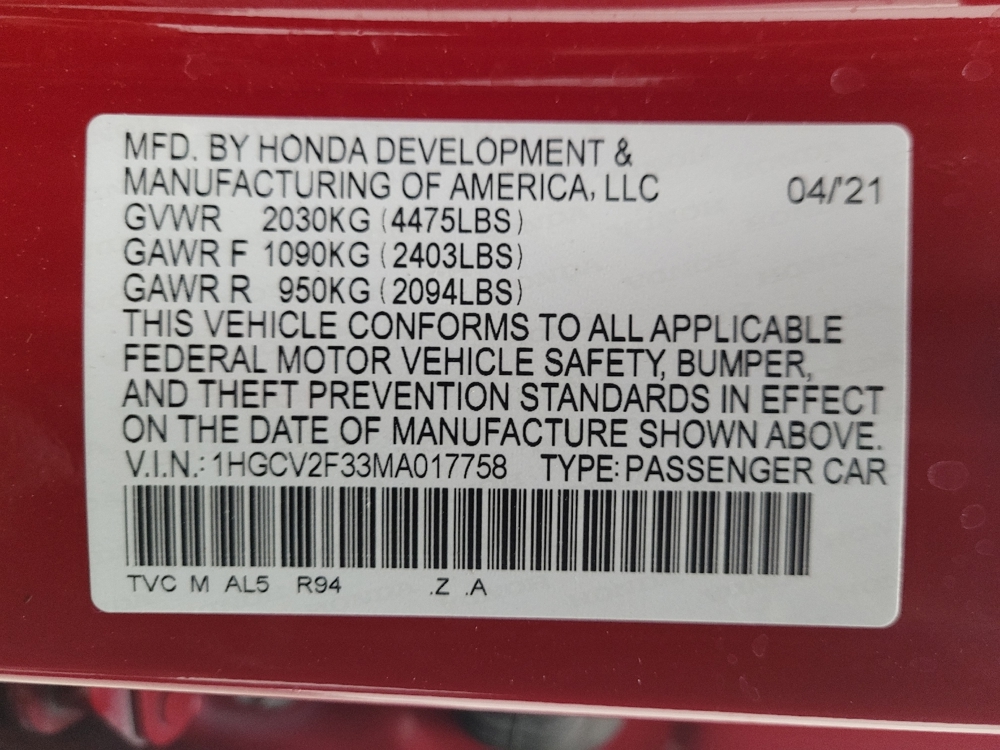 MFD. BY HONDA DEVELOPMENT &
MANUFACTURING OF AMERICA, LLC 04/'21
GVWR 2030KG (4475LBS)
GAWR F 1090KG (2403LBS)
GAWR R 950KG (2094LBS)
THIS VEHICLE CONFORMS TO ALL APPLICABLE
FEDERAL MOTOR VEHICLE SAFETY, BUMPER,
AND THEFT PREVENTION STANDARDS IN EFFECT
ON THE DATE OF MANUFACTURE SHOWN ABOVE.
V.I.N.: 1HGCV2F33MA017758 TYPE: PASSENGER CAR
TVC M AL5 R94 .Z .A